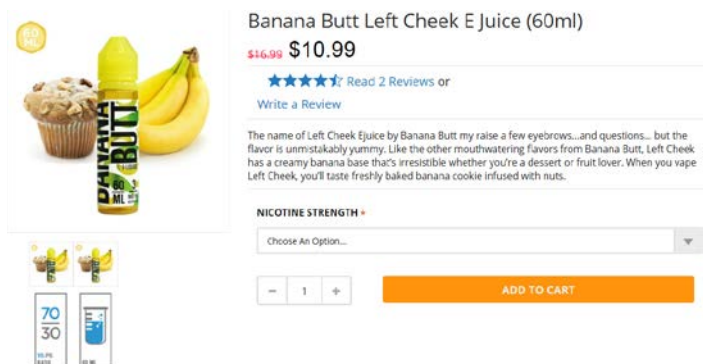 Banana Butt Left Cheek E Juice (60ml)
60
ML
$16.99 $10.99
Read 2 Reviews or
Write a Review
BANANA
BUTT
60
ML
3
The name of Left Cheek Ejuice by Banana Butt my raise a few eyebrows...and questions... but the
flavor is unmistakably yummy. Like the other mouthwatering flavors from Banana Butt, Left Cheek
has a creamy banana base that's irresistible whether you're a dessert or fruit lover. When you vape
Left Cheek, you'll taste freshly baked banana cookie infused with nuts.
NICOTINE STRENGTH *
Choose An Option...
- 1 +
ADD TO CART
70
30